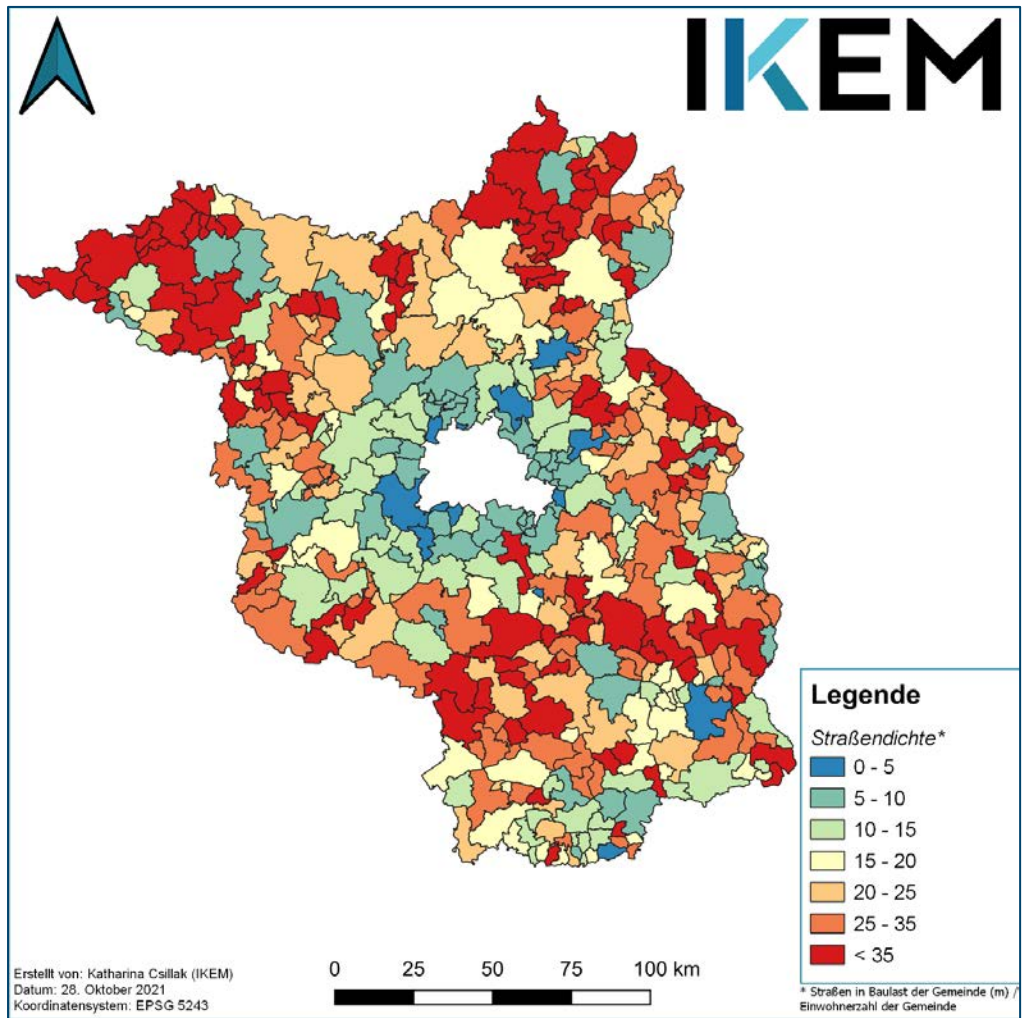 IKEM
Legende
Straßendichte*
0 - 5
5 - 10
10 - 15
15 - 20
20 - 25
25 - 35
< 35
0 25 50 75 100 km
Erstellt von: Katharina Csillak (IKEM)
Datum: 28. Oktober 2021
Koordinatensystem: EPSG 5243
* Straßen in Baulast der Gemeinde (m) /
Einwohnerzahl der Gemeinde